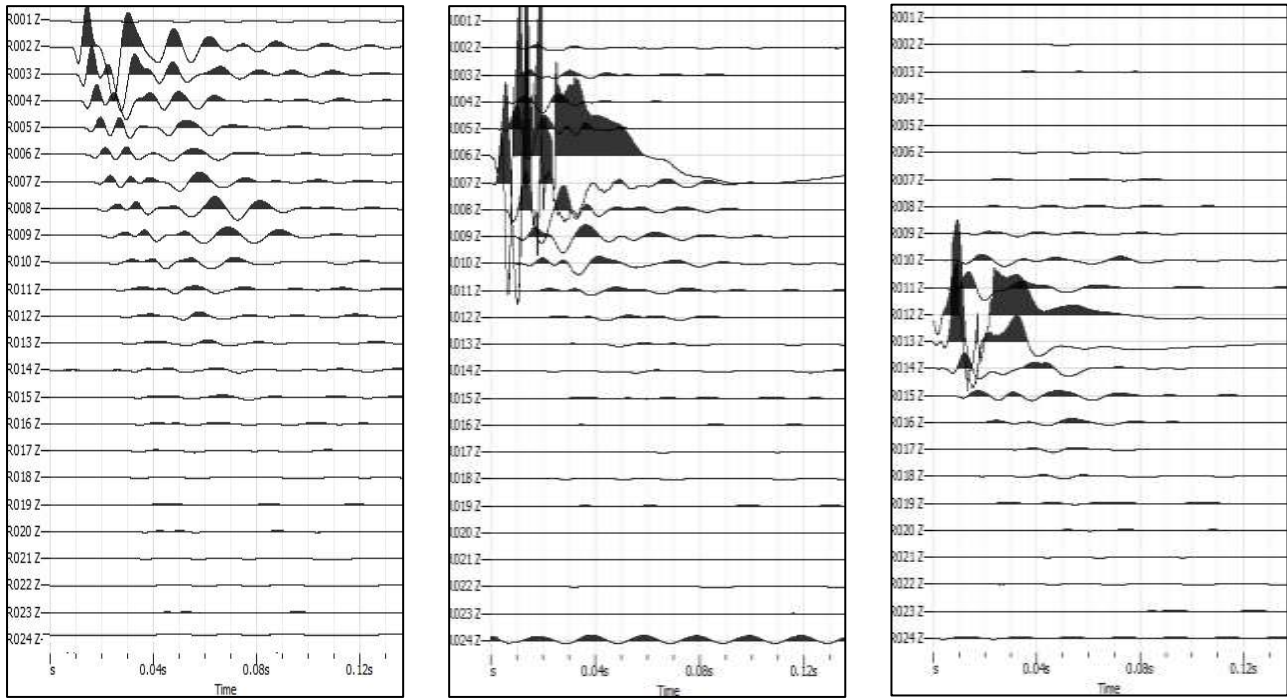 R001 Z
R002 Z
R003 Z
R004 Z
R005 Z
R006 Z
R007 Z
R008 Z
R009 Z
R010 Z
R011 Z
R012 Z
R013 Z
R014 Z
R015 Z
R016 Z
R017 Z
R018 Z
R019 Z
R020 Z
R021 Z
R022 Z
R023 Z
R024 Z
s 0.04s 0.08s 0.12s
Time
.001 Z
.002 Z
.003 Z
.004 Z
.005 Z
.006 Z
.007 Z
.008 Z
.009 Z
.010 Z
.011 Z
.012 Z
.013 Z
.014 Z
.015 Z
.016 Z
.017 Z
.018 Z
.019 Z
.020 Z
.021 Z
.022 Z
.023 Z
.024 Z
s 0.04s 0.08s 0.12s
Time
R001 Z
R002 Z
R003 Z
R004 Z
R005 Z
R006 Z
R007 Z
R008 Z
R009 Z
R010 Z
R011 Z
R012 Z
R013 Z
R014 Z
R015 Z
R016 Z
R017 Z
R018 Z
R019 Z
R020 Z
R021 Z
R022 Z
R023 Z
R024 Z
s 0.04s 0.08s 0.12s
Time